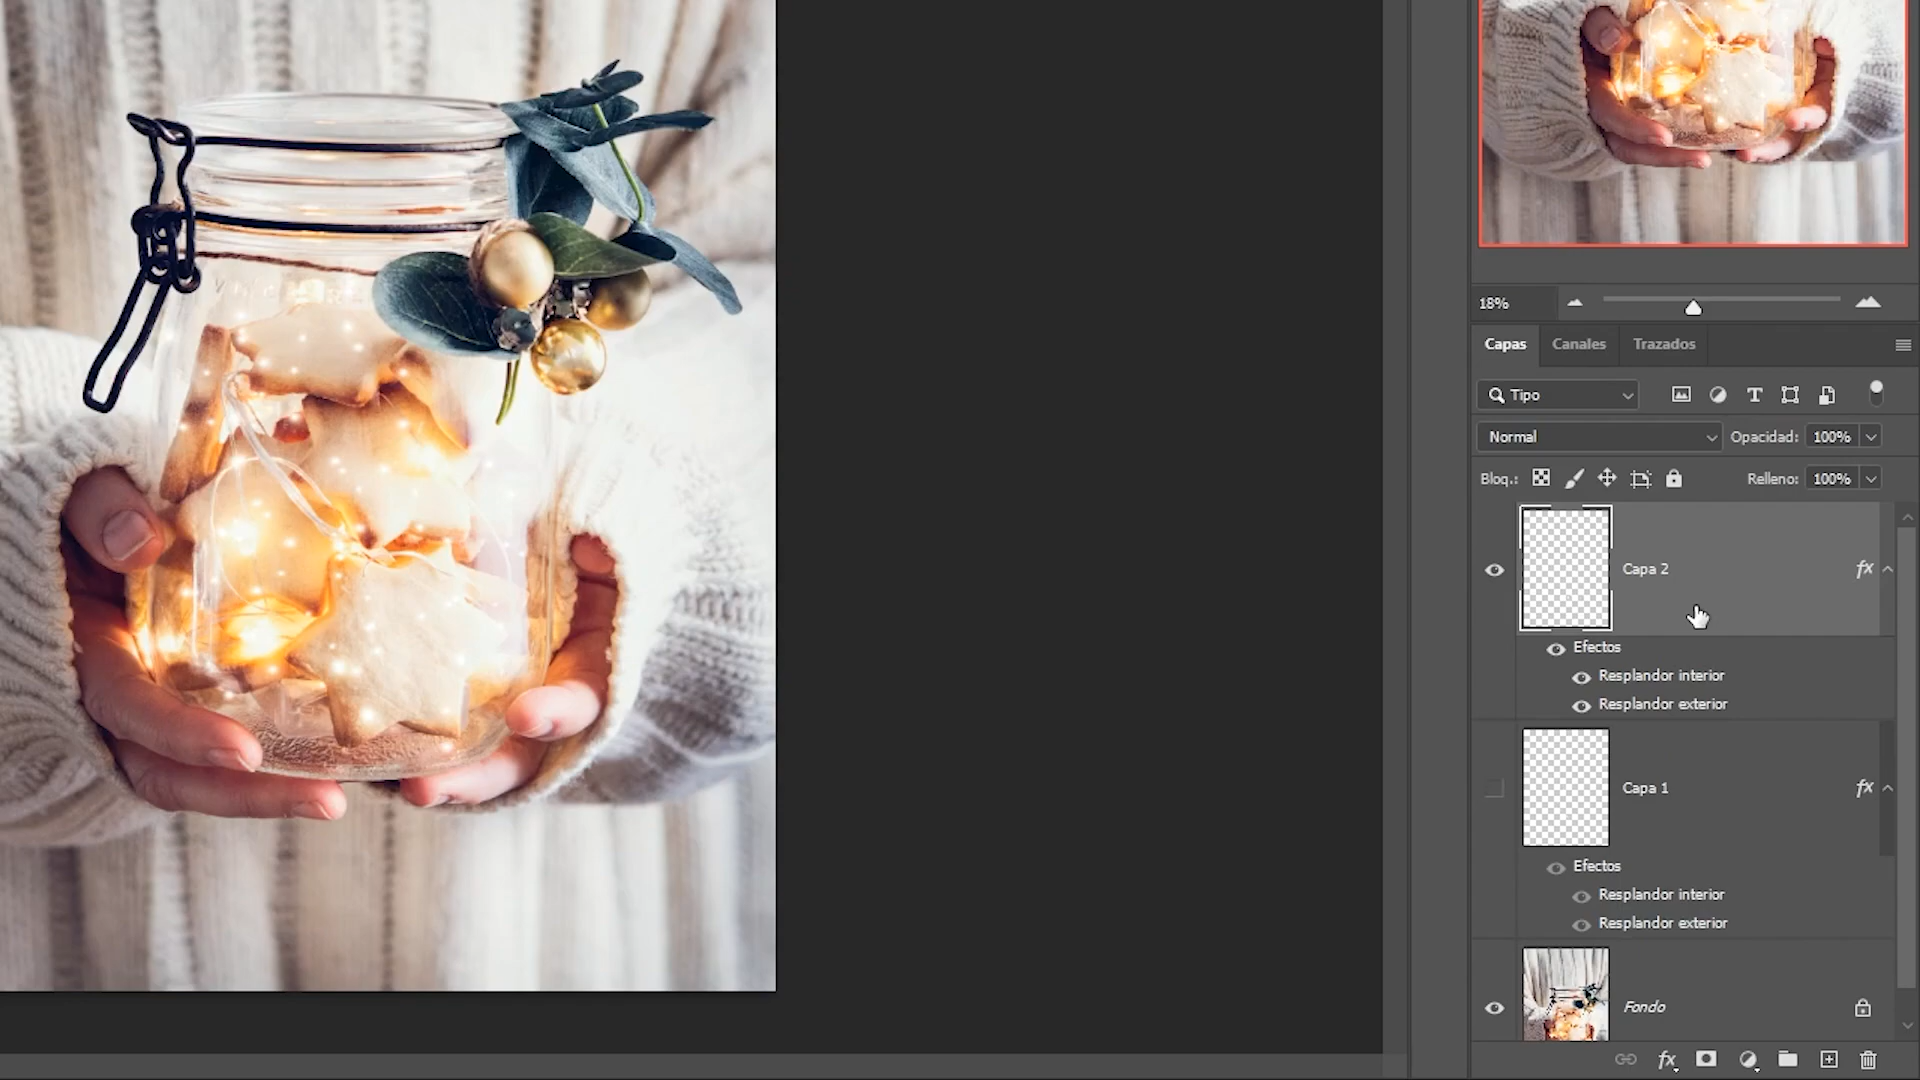 18%
Capas Canales Trazados
Tipo
Normal Opacidad: 100%
Bloq.: Relleno: 100%
Capa 2 fx
Efectos
Resplandor interior
Resplandor exterior
Capa 1 fx
Efectos
Resplandor interior
Resplandor exterior
Fondo
fx